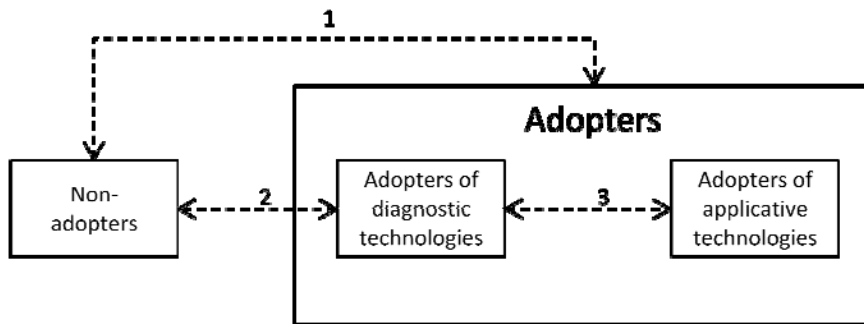 1
Adopters
Non-
adopters
2
Adopters of
diagnostic
technologies
3
Adopters of
applicative
technologies